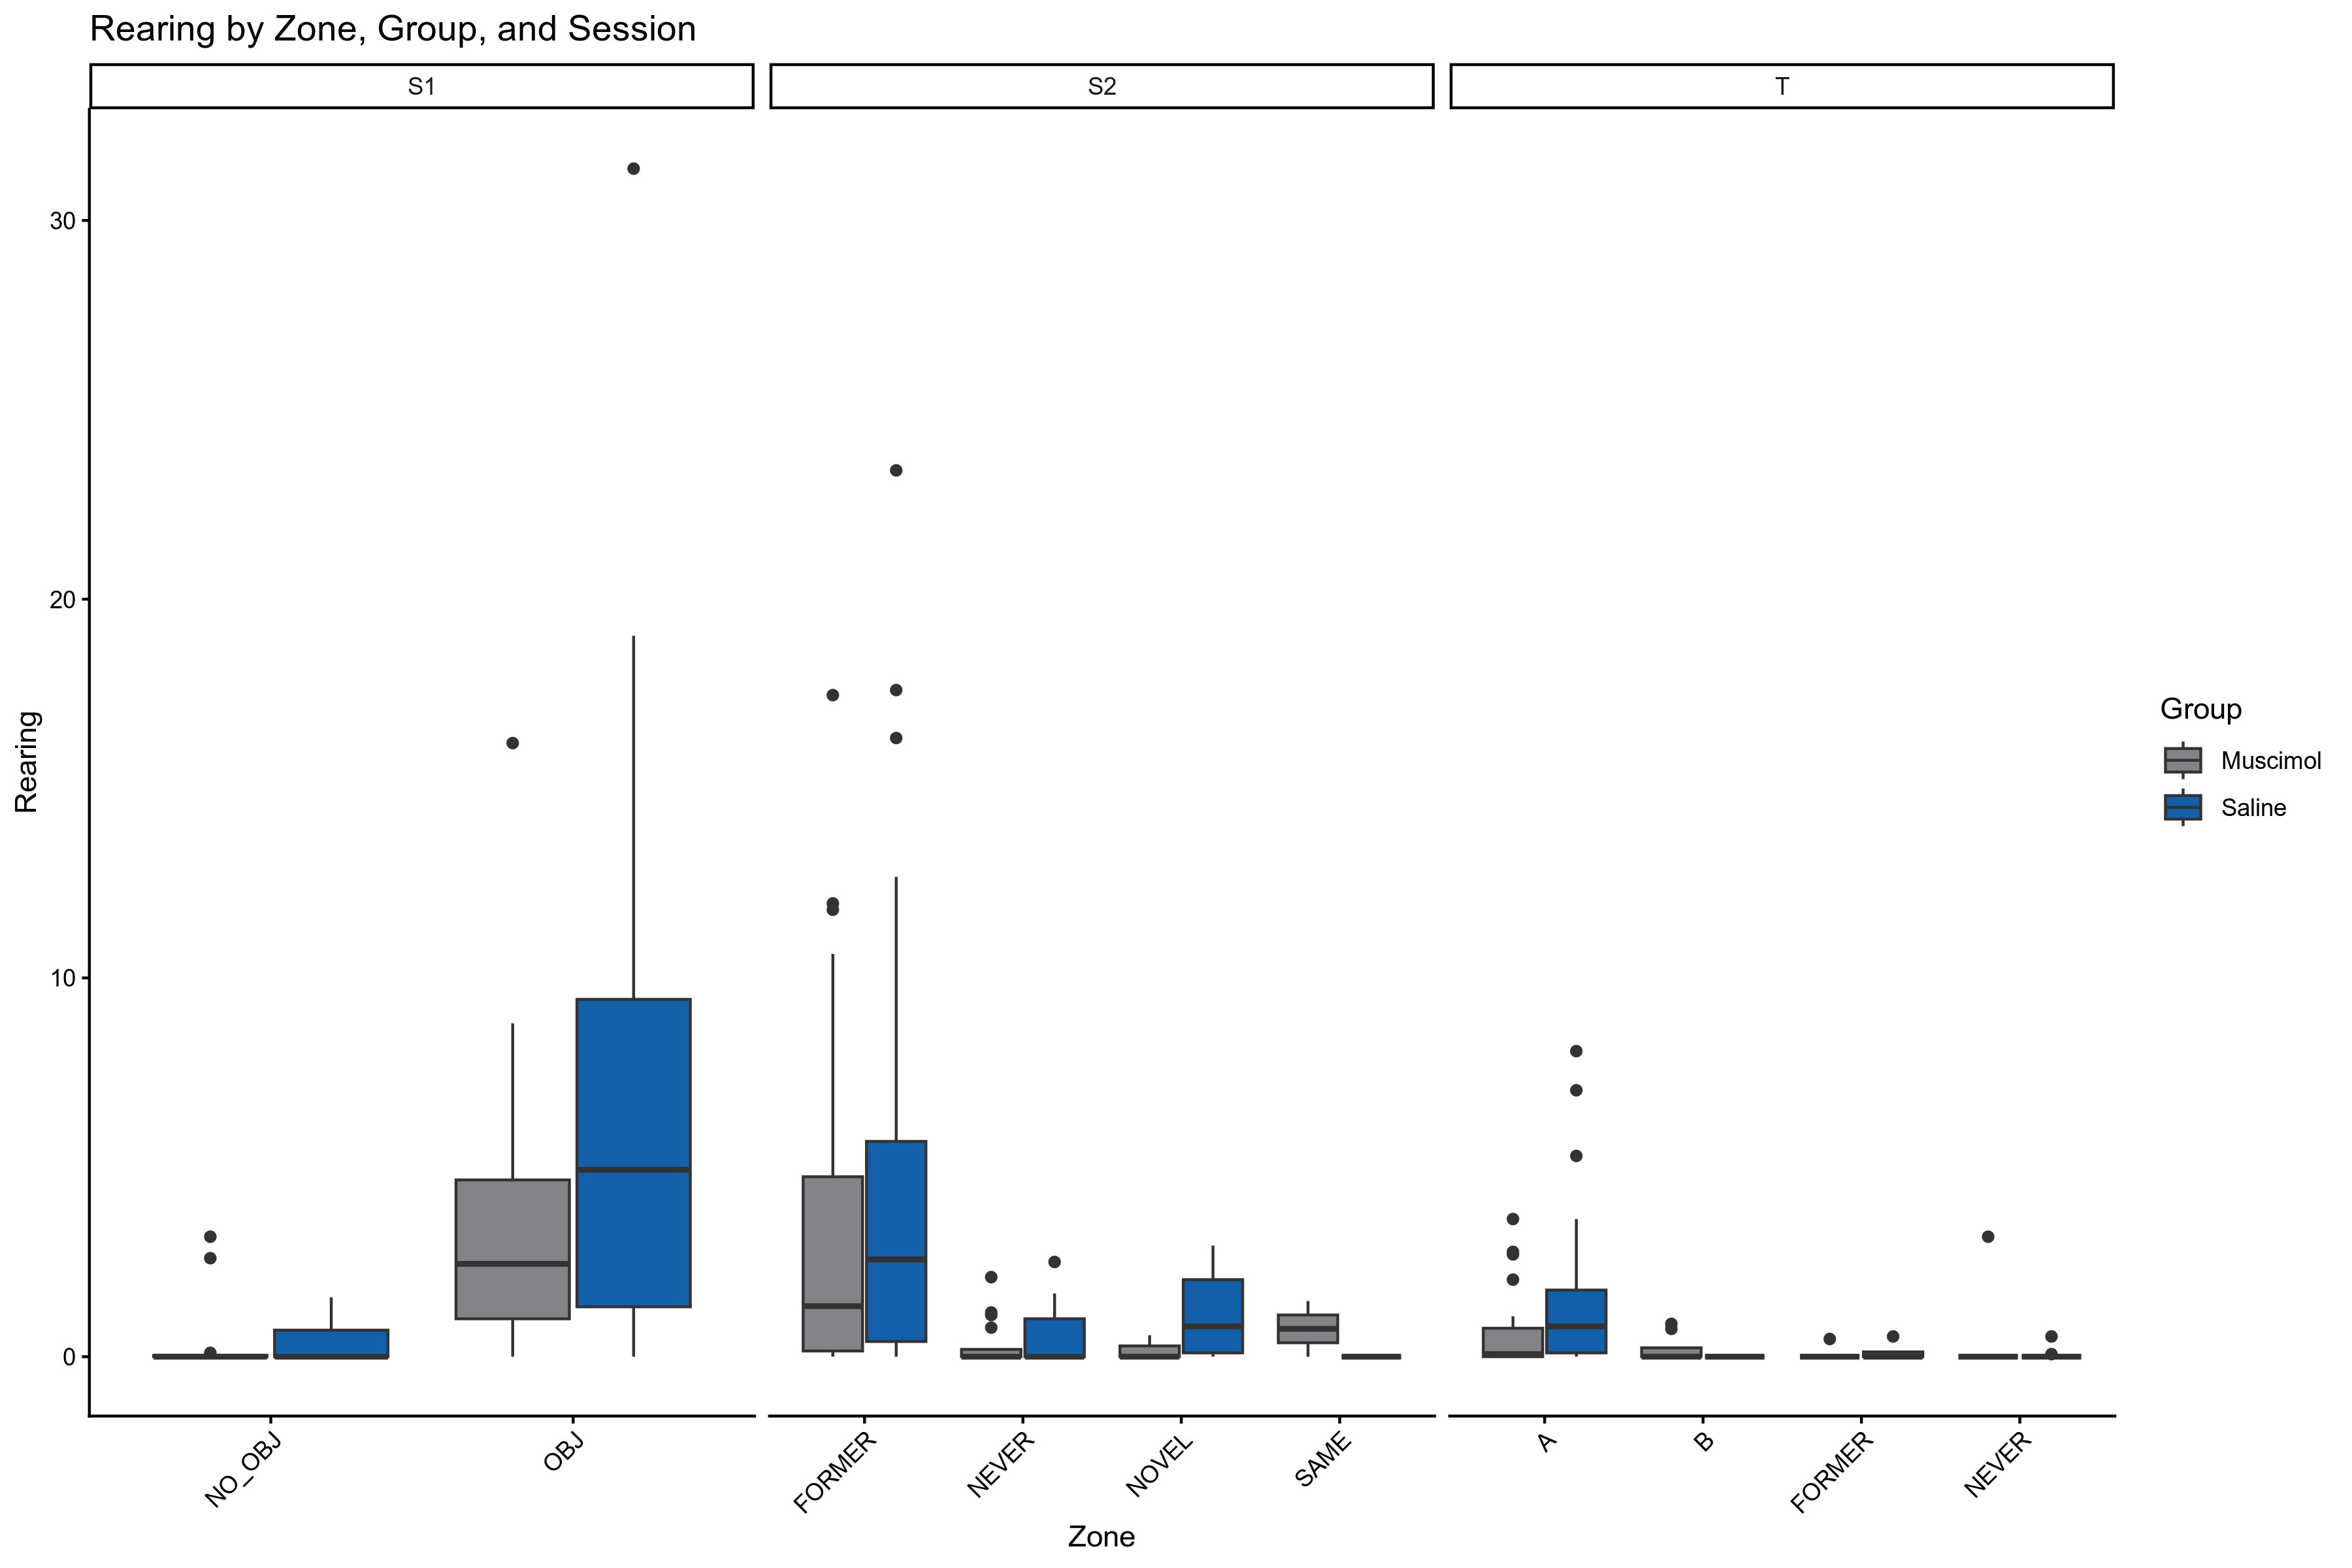 Rearing by Zone, Group, and Session
S1
S2
T
30
20
10
0
Rearing
NO_OBJ
OBJ
FORMER
NEVER
NOVEL
SAME
A
B
FORMER
NEVER
Zone
Group
Muscimol
Saline